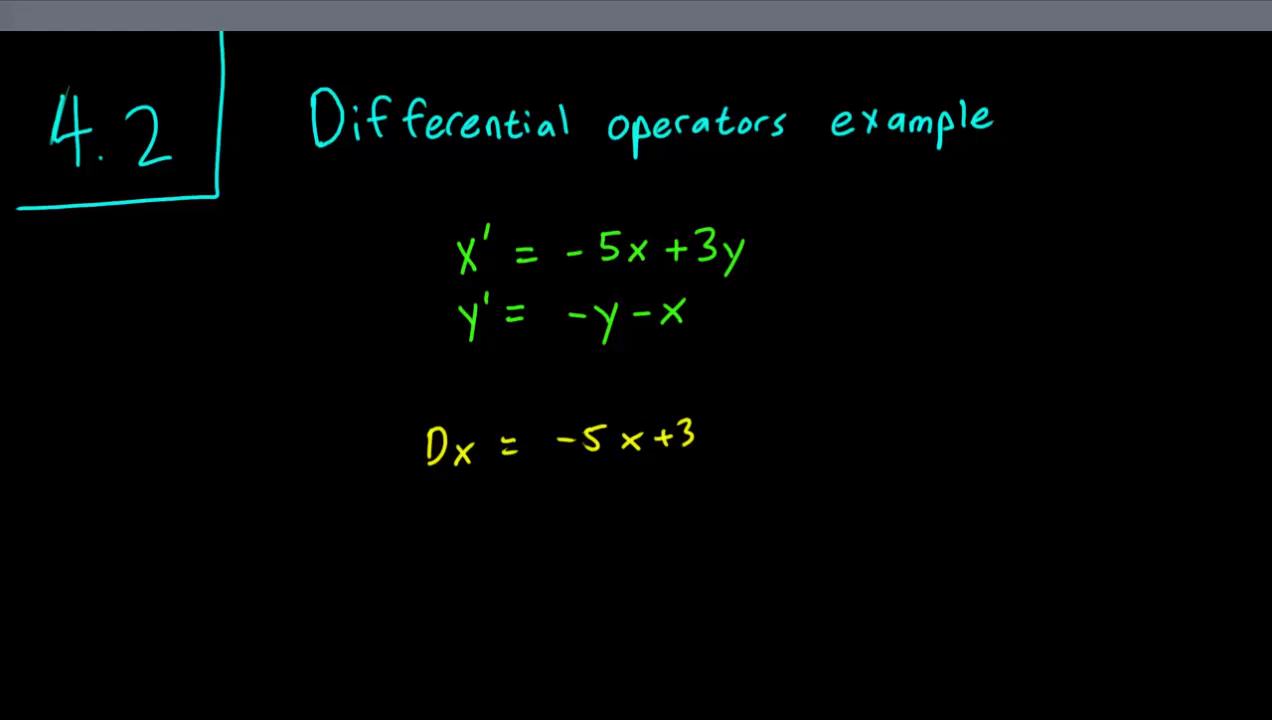 4.2
Differential operators example
x' = -5x +3y
y' = -y - x
Dx = -5x+3